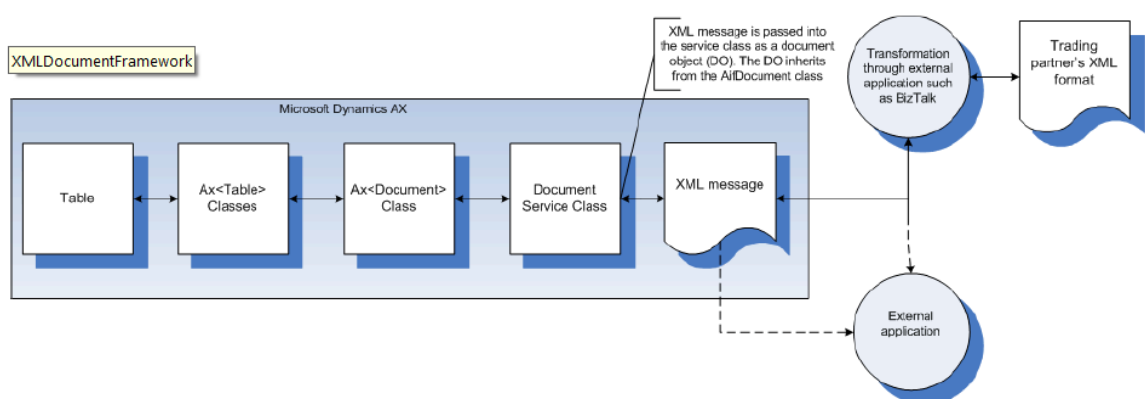 XMLDocumentFramework
XML message is passed into
the service class as a document
object (DO). The DO inherits
from the AifDocument class
Transformation
through external
application such
as BizTalk
Trading
partner's XML
format
Microsoft Dynamics AX
Table
Ax<Table>
Classes
Ax<Document>
Class
Document
Service Class
XML message
External
application